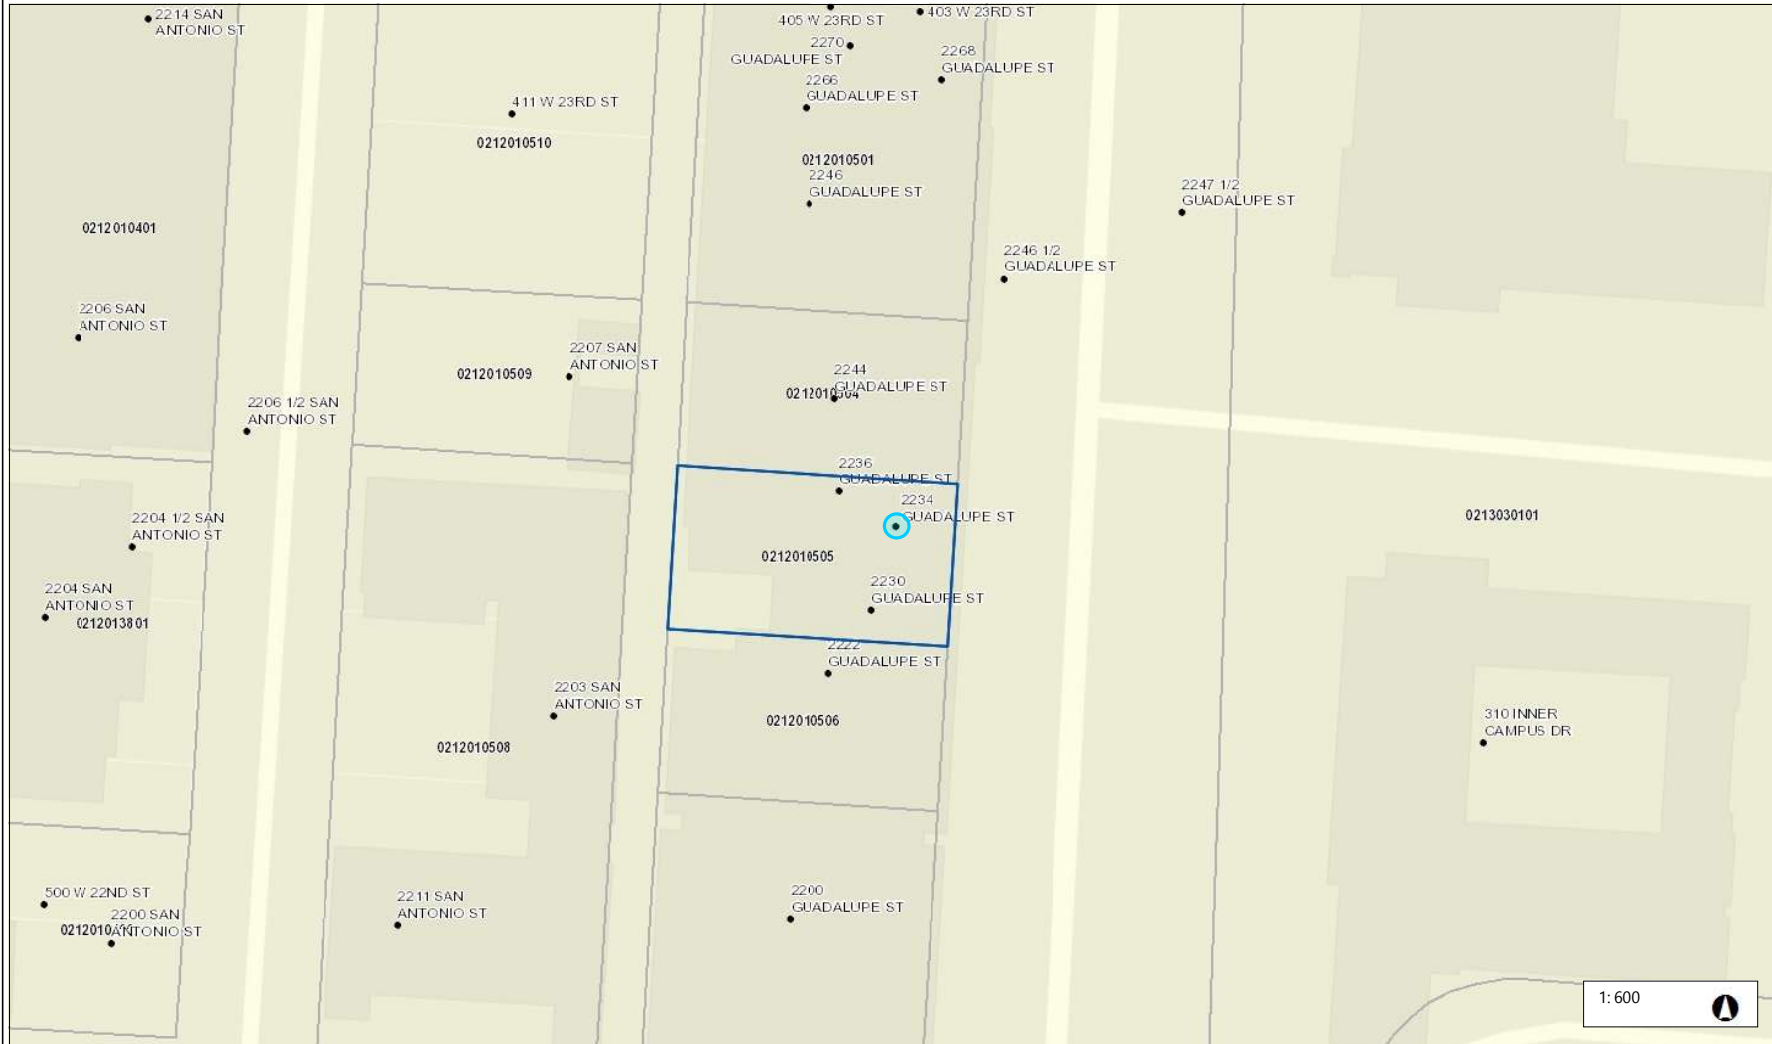 2214 SAN
ANTONIO ST
405 W 23RD ST
403 W 23RD ST
2270
GUADALUPE ST
2268
GUADALUPE ST
2266
GUADALUPE ST
411 W 23RD ST
0212010510
0212010501
2246
GUADALUPE ST
2247 1/2
GUADALUPE ST
0212010401
2246 1/2
GUADALUPE ST
2206 SAN
ANTONIO ST
2207 SAN
ANTONIO ST
0212010509
2244
GUADALUPE ST
0212010504
2206 1/2 SAN
ANTONIO ST
2236
GUADALUPE ST
2234
GUADALUPE ST
0213030101
2204 1/2 SAN
ANTONIO ST
0212010505
2204 SAN
ANTONIO ST
0212013801
2230
GUADALUPE ST
2222
GUADALUPE ST
2203 SAN
ANTONIO ST
0212010506
310 INNER
CAMPUS DR
0212010508
500 W 22ND ST
2211 SAN
ANTONIO ST
2200
GUADALUPE ST
2200 SAN
ANTONIO ST
1:600